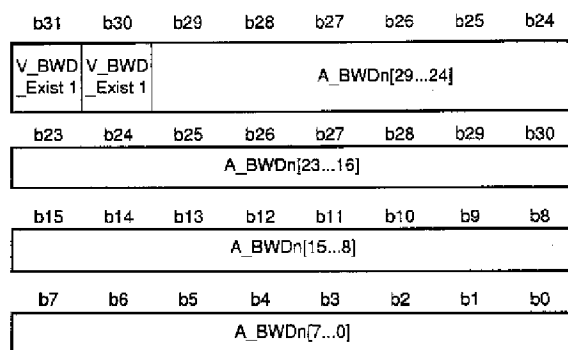 b31 b30 b29 b28 b27 b26 b25 b24
V_BWD V_BWD
_Exist 1 _Exist 1 A_BWDn[29...24]
b23 b24 b25 b26 b27 b28 b29 b30
A_BWDn[23...16]
b15 b14 b13 b12 b11 b10 b9 b8
A_BWDn[15...8]
b7 b6 b5 b4 b3 b2 b1 b0
A_BWDn[7...0]